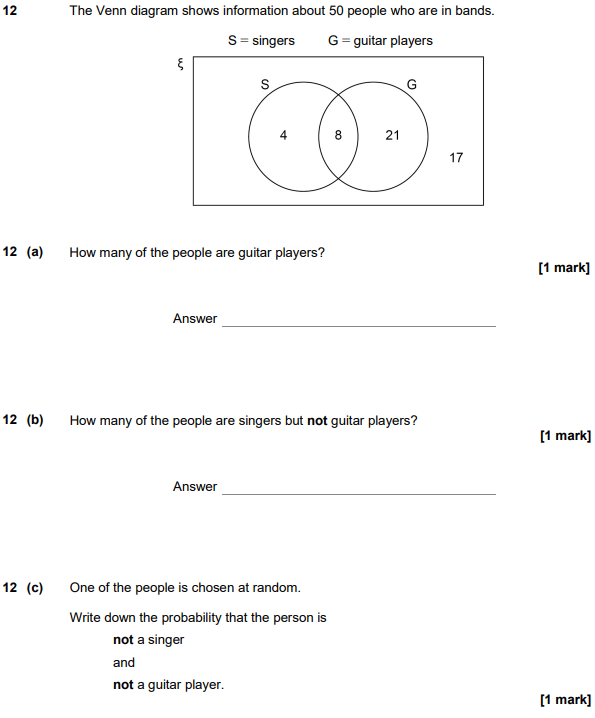 12 The Venn diagram shows information about 50 people who are in bands.
S = singers G = guitar players
ξ
S G
4 8 21
17
12 (a) How many of the people are guitar players?
[1 mark]
Answer
12 (b) How many of the people are singers but not guitar players?
[1 mark]
Answer
12 (c) One of the people is chosen at random.
Write down the probability that the person is
not a singer
and
not a guitar player.
[1 mark]